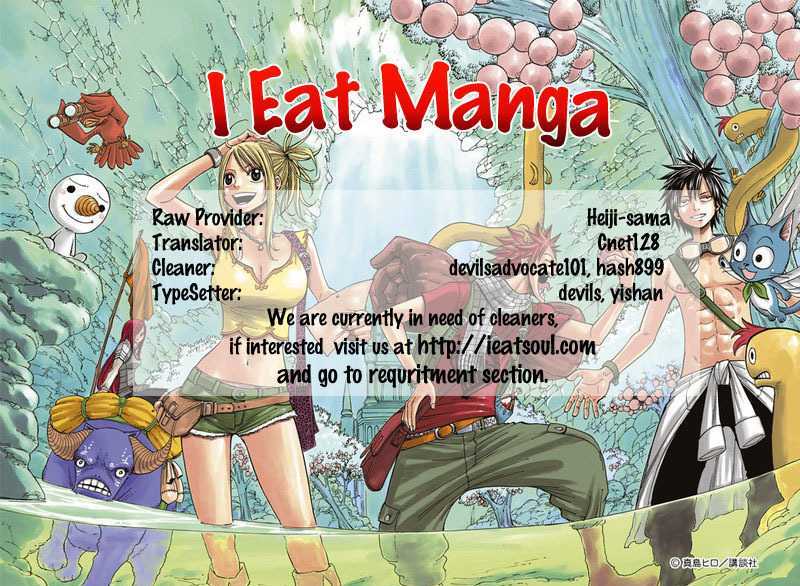 I Eat Manga
Raw Provider: Heiji-sama
Translator: Cnet128
Cleaner: devilsadvocate101, hash899
TypeSetter: devils, yishan
We are currently in need of cleaners,
if interested visit us at http://ieatsoul.com
and go to requritment section.
©真島ヒロ/講談社